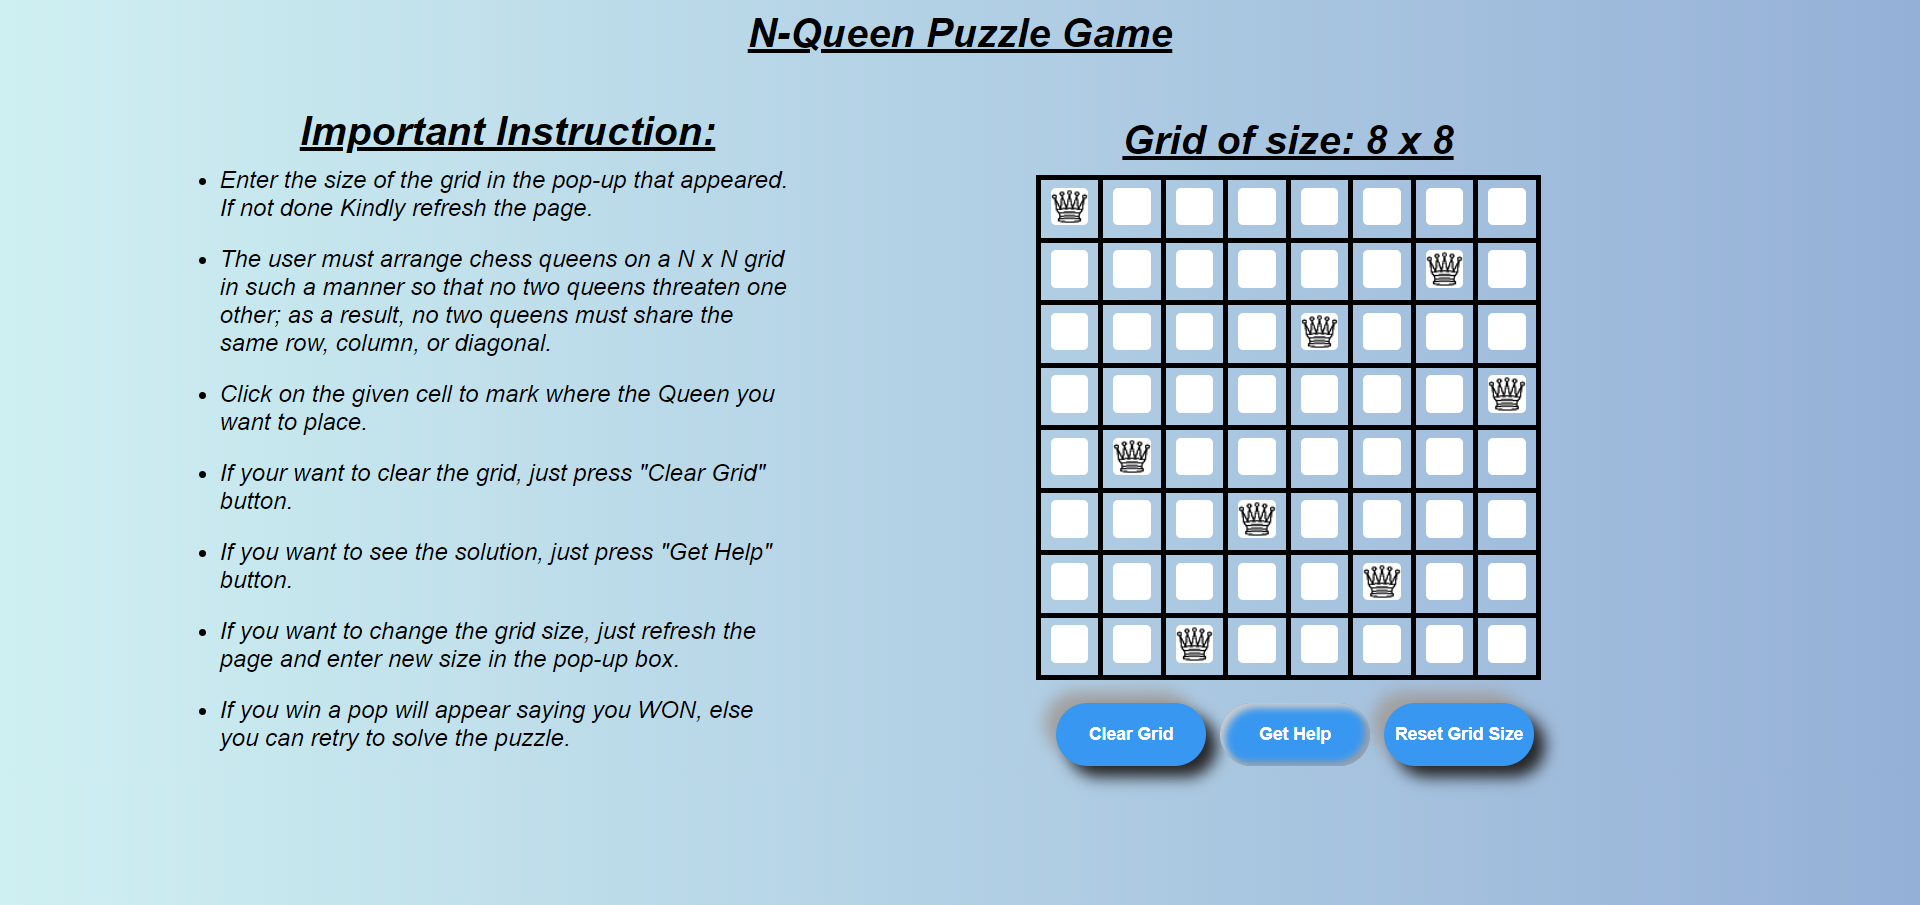 N-Queen Puzzle Game
Important Instruction:
Enter the size of the grid in the pop-up that appeared.
If not done Kindly refresh the page.
The user must arrange chess queens on a N x N grid
in such a manner so that no two queens threaten one
other; as a result, no two queens must share the
same row, column, or diagonal.
Click on the given cell to mark where the Queen you
want to place.
If your want to clear the grid, just press "Clear Grid"
button.
If you want to see the solution, just press "Get Help"
button.
If you want to change the grid size, just refresh the
page and enter new size in the pop-up box.
If you win a pop will appear saying you WON, else
you can retry to solve the puzzle.
Grid of size: 8 x 8
Clear Grid
Get Help
Reset Grid Size